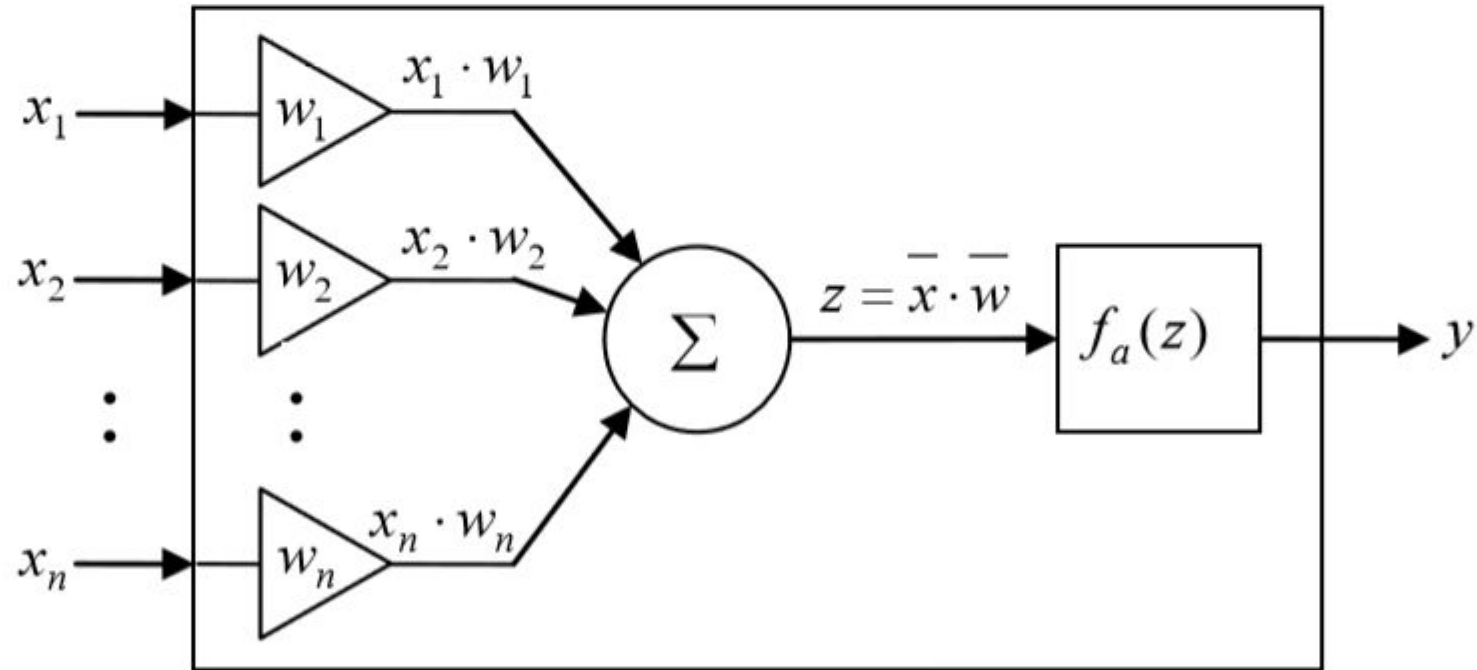 x₁
w₁
x₁ · w₁
x₂
w₂
x₂ · w₂
Σ
z = x̄ · w̄
fₐ(z)
y
xₙ
wₙ
xₙ · wₙ